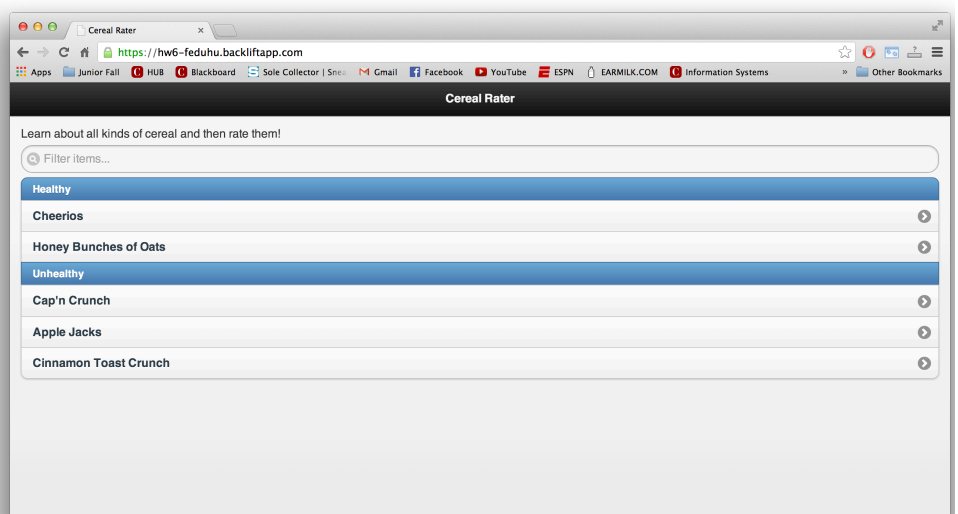 Cereal Rater
https://hw6-feduhu.backliftapp.com
Apps Junior Fall HUB Blackboard Sole Collector | Snea Gmail Facebook YouTube ESPN EARMILK.COM Information Systems » Other Bookmarks
Cereal Rater
Learn about all kinds of cereal and then rate them!
Filter items...
Healthy
Cheerios
Honey Bunches of Oats
Unhealthy
Cap'n Crunch
Apple Jacks
Cinnamon Toast Crunch